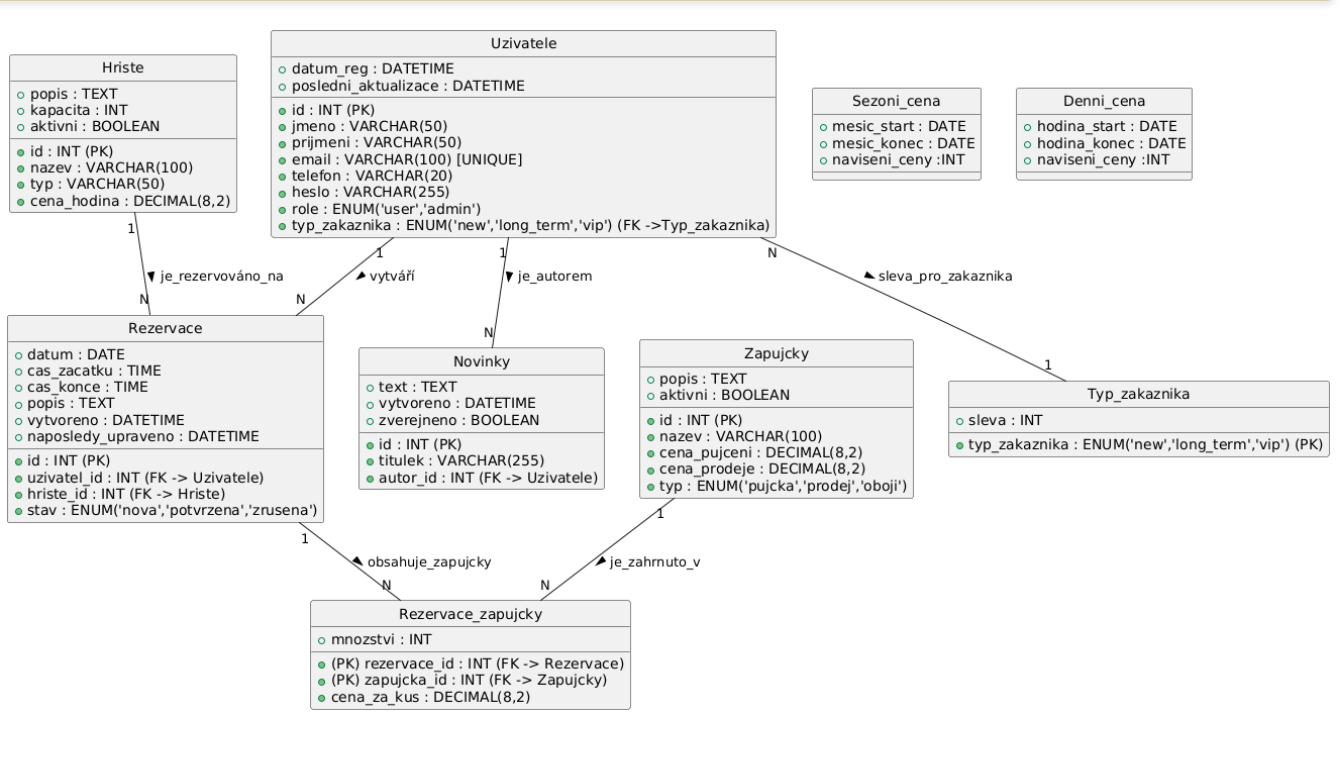 Hriste
popis : TEXT
kapacita : INT
aktivni : BOOLEAN
id : INT (PK)
nazev : VARCHAR(100)
typ : VARCHAR(50)
cena_hodina : DECIMAL(8,2)
Uzivatele
datum_reg : DATETIME
posledni_aktualizace : DATETIME
id : INT (PK)
jmeno : VARCHAR(50)
prijmeni : VARCHAR(50)
email : VARCHAR(100) [UNIQUE]
telefon : VARCHAR(20)
heslo : VARCHAR(255)
role : ENUM('user','admin')
typ_zakaznika : ENUM('new','long_term','vip') (FK ->Typ_zakaznika)
Sezoni_cena
mesic_start : DATE
mesic_konec : DATE
naviseni_ceny :INT
Denni_cena
hodina_start : DATE
hodina_konec : DATE
naviseni_ceny :INT
1
je_rezervováno_na
N
1
vytváří
N
1
je_autorem
N
N
sleva_pro_zakaznika
1
Rezervace
datum : DATE
cas_zacatku : TIME
cas_konce : TIME
popis : TEXT
vytvoreno : DATETIME
naposledy_upraveno : DATETIME
id : INT (PK)
uzivatel_id : INT (FK -> Uzivatele)
hriste_id : INT (FK -> Hriste)
stav : ENUM('nova','potvrzena','zrusena')
Novinky
text : TEXT
vytvoreno : DATETIME
zverejneno : BOOLEAN
id : INT (PK)
titulek : VARCHAR(255)
autor_id : INT (FK -> Uzivatele)
Zapujcky
popis : TEXT
aktivni : BOOLEAN
id : INT (PK)
nazev : VARCHAR(100)
cena_pujceni : DECIMAL(8,2)
cena_prodeje : DECIMAL(8,2)
typ : ENUM('pujcka','prodej','oboji')
Typ_zakaznika
sleva : INT
typ_zakaznika : ENUM('new','long_term','vip') (PK)
1
obsahuje_zapujcky
N
1
je_zahrnuto_v
N
Rezervace_zapujcky
mnozstvi : INT
(PK) rezervace_id : INT (FK -> Rezervace)
(PK) zapujcka_id : INT (FK -> Zapujcky)
cena_za_kus : DECIMAL(8,2)